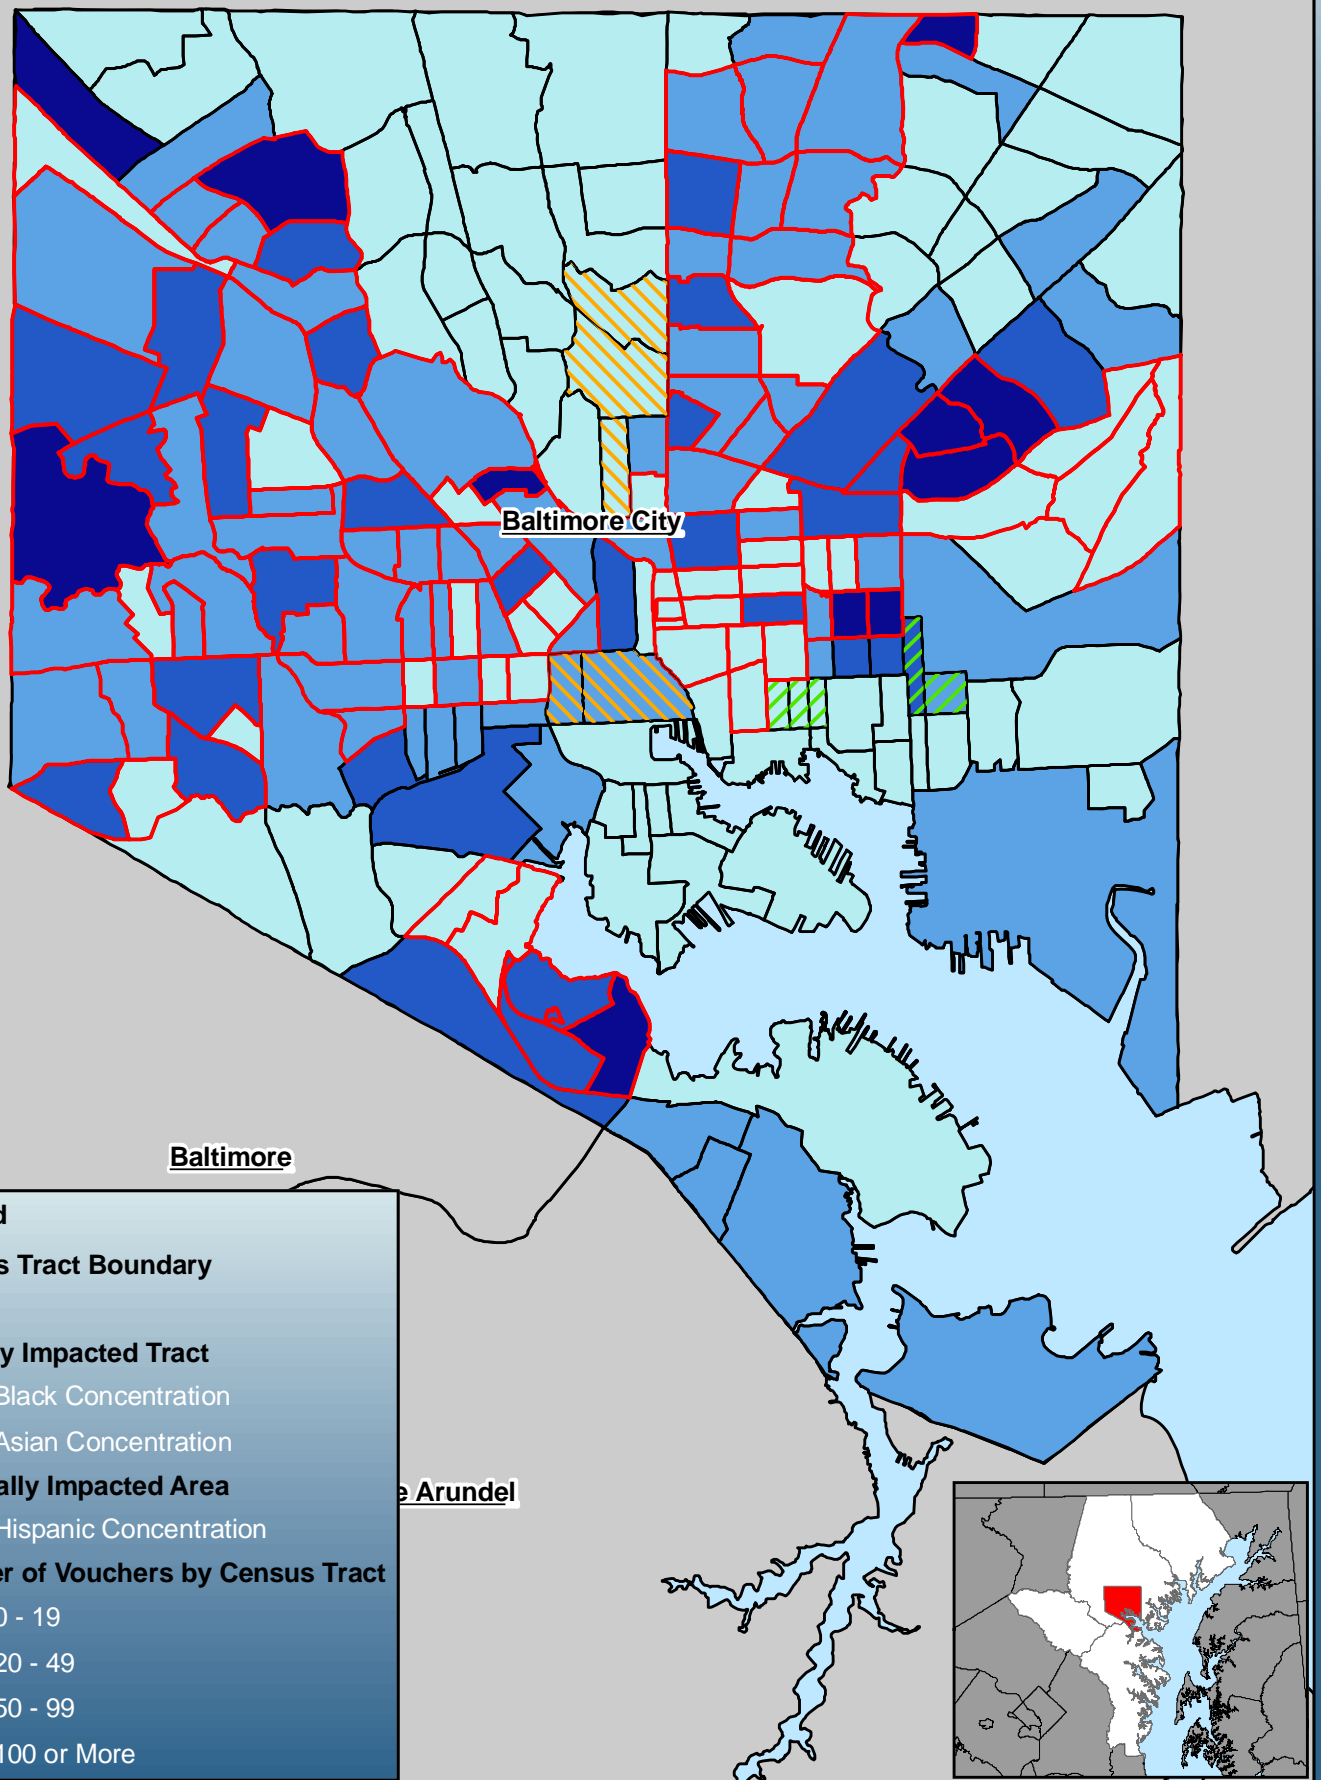 Baltimore City
Baltimore
d
s Tract Boundary
y Impacted Tract
Black Concentration
Asian Concentration
ally Impacted Area
Hispanic Concentration
er of Vouchers by Census Tract
0 - 19
20 - 49
50 - 99
100 or More
e Arundel